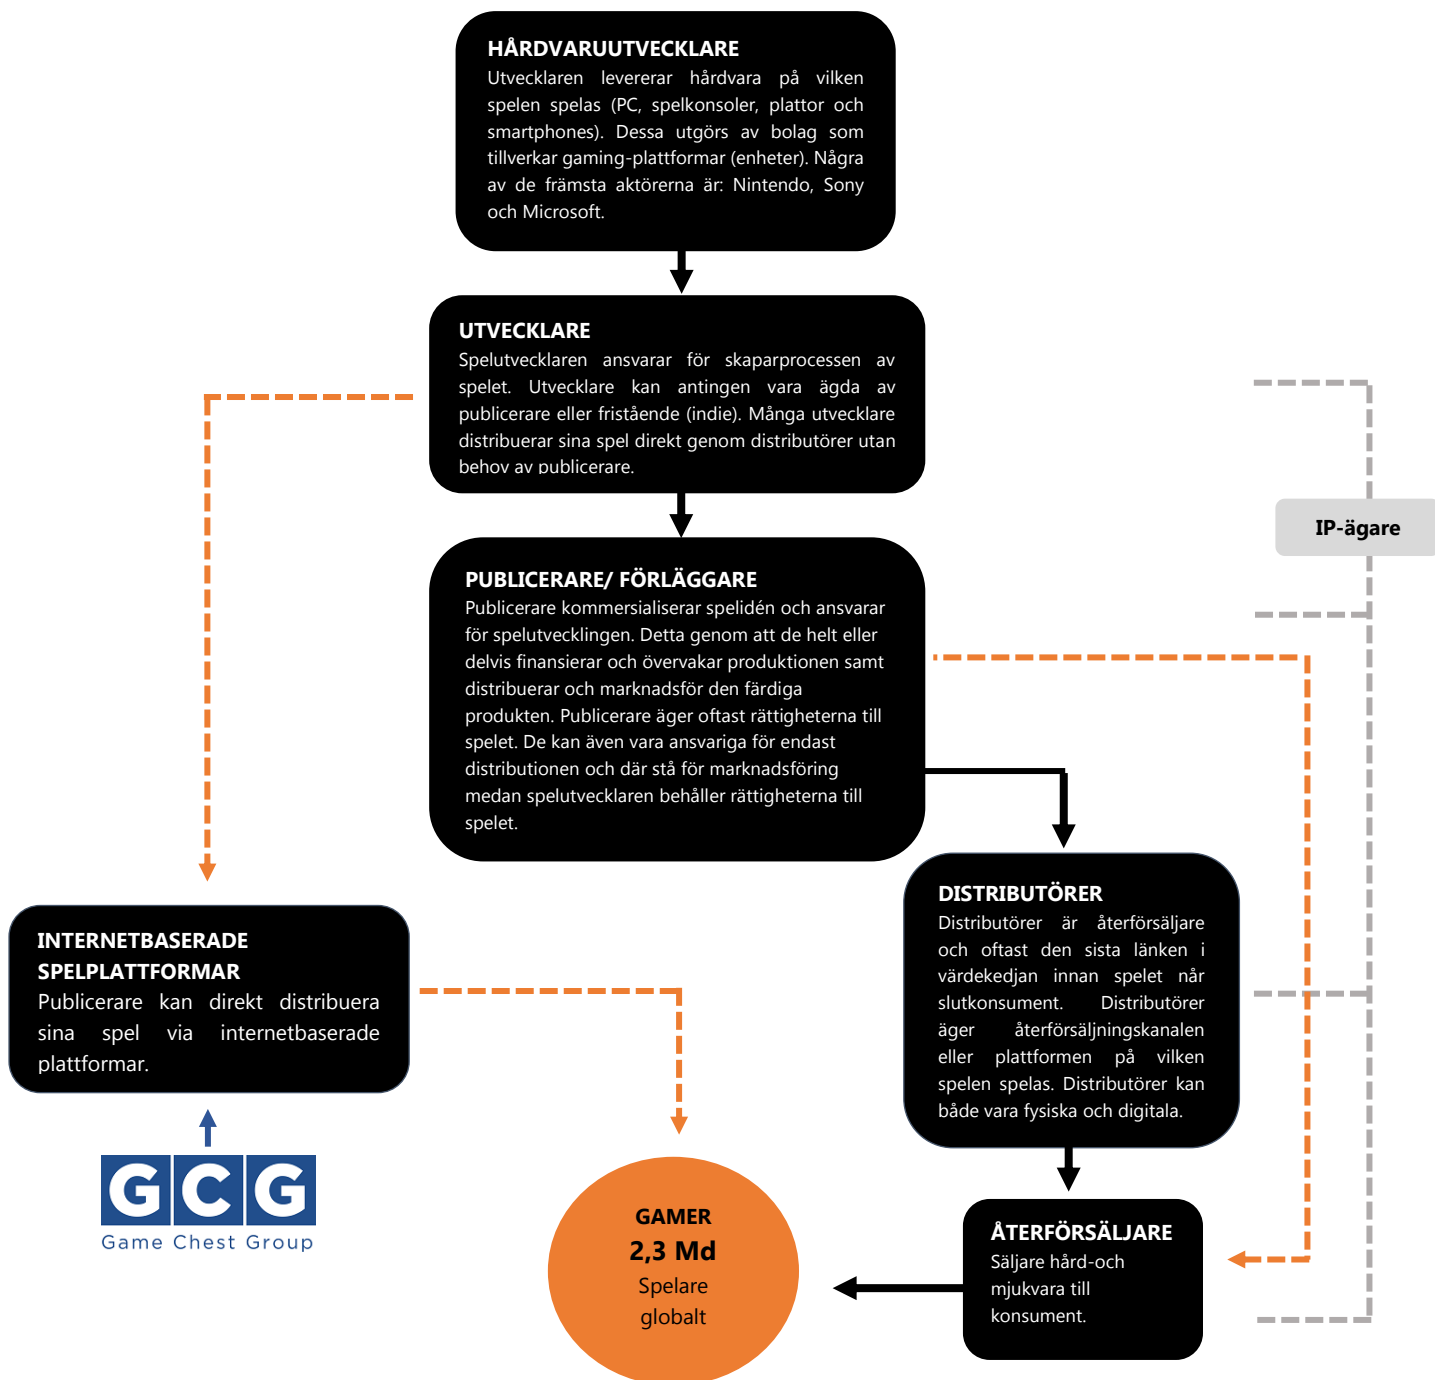 HÅRDVARUUTVECKLARE
Utvecklaren levererar hårdvara på vilken
spelen spelas (PC, spelkonsoler, plattor och
smartphones). Dessa utgörs av bolag som
tillverkar gaming-plattformar (enheter). Några
av de främsta aktörerna är: Nintendo, Sony
och Microsoft.
UTVECKLARE
Spelutvecklaren ansvarar för skaparprocessen av
spelet. Utvecklare kan antingen vara ägda av
publicerare eller fristående (indie). Många utvecklare
distribuerar sina spel direkt genom distributörer utan
behov av publicerare.
IP-ägare
PUBLICERARE/ FÖRLÄGGARE
Publicerare kommersialiserar spelidén och ansvarar
för spelutvecklingen. Detta genom att de helt eller
delvis finansierar och övervakar produktionen samt
distribuerar och marknadsför den färdiga
produkten. Publicerare äger oftast rättigheterna till
spelet. De kan även vara ansvariga för endast
distributionen och där stå för marknadsföring
medan spelutvecklaren behåller rättigheterna till
spelet.
DISTRIBUTÖRER
Distributörer är återförsäljare
och oftast den sista länken i
värdekedjan innan spelet når
slutkonsument. Distributörer
äger återförsäljningskanalen
eller plattformen på vilken
spelen spelas. Distributörer kan
både vara fysiska och digitala.
INTERNETBASERADE
SPELPLATTFORMAR
Publicerare kan direkt distribuera
sina spel via internetbaserade
plattformar.
GCG
Game Chest Group
GAMER
2,3 Md
Spelare
globalt
ÅTERFÖRSÄLJARE
Säljare hård-och
mjukvara till
konsument.